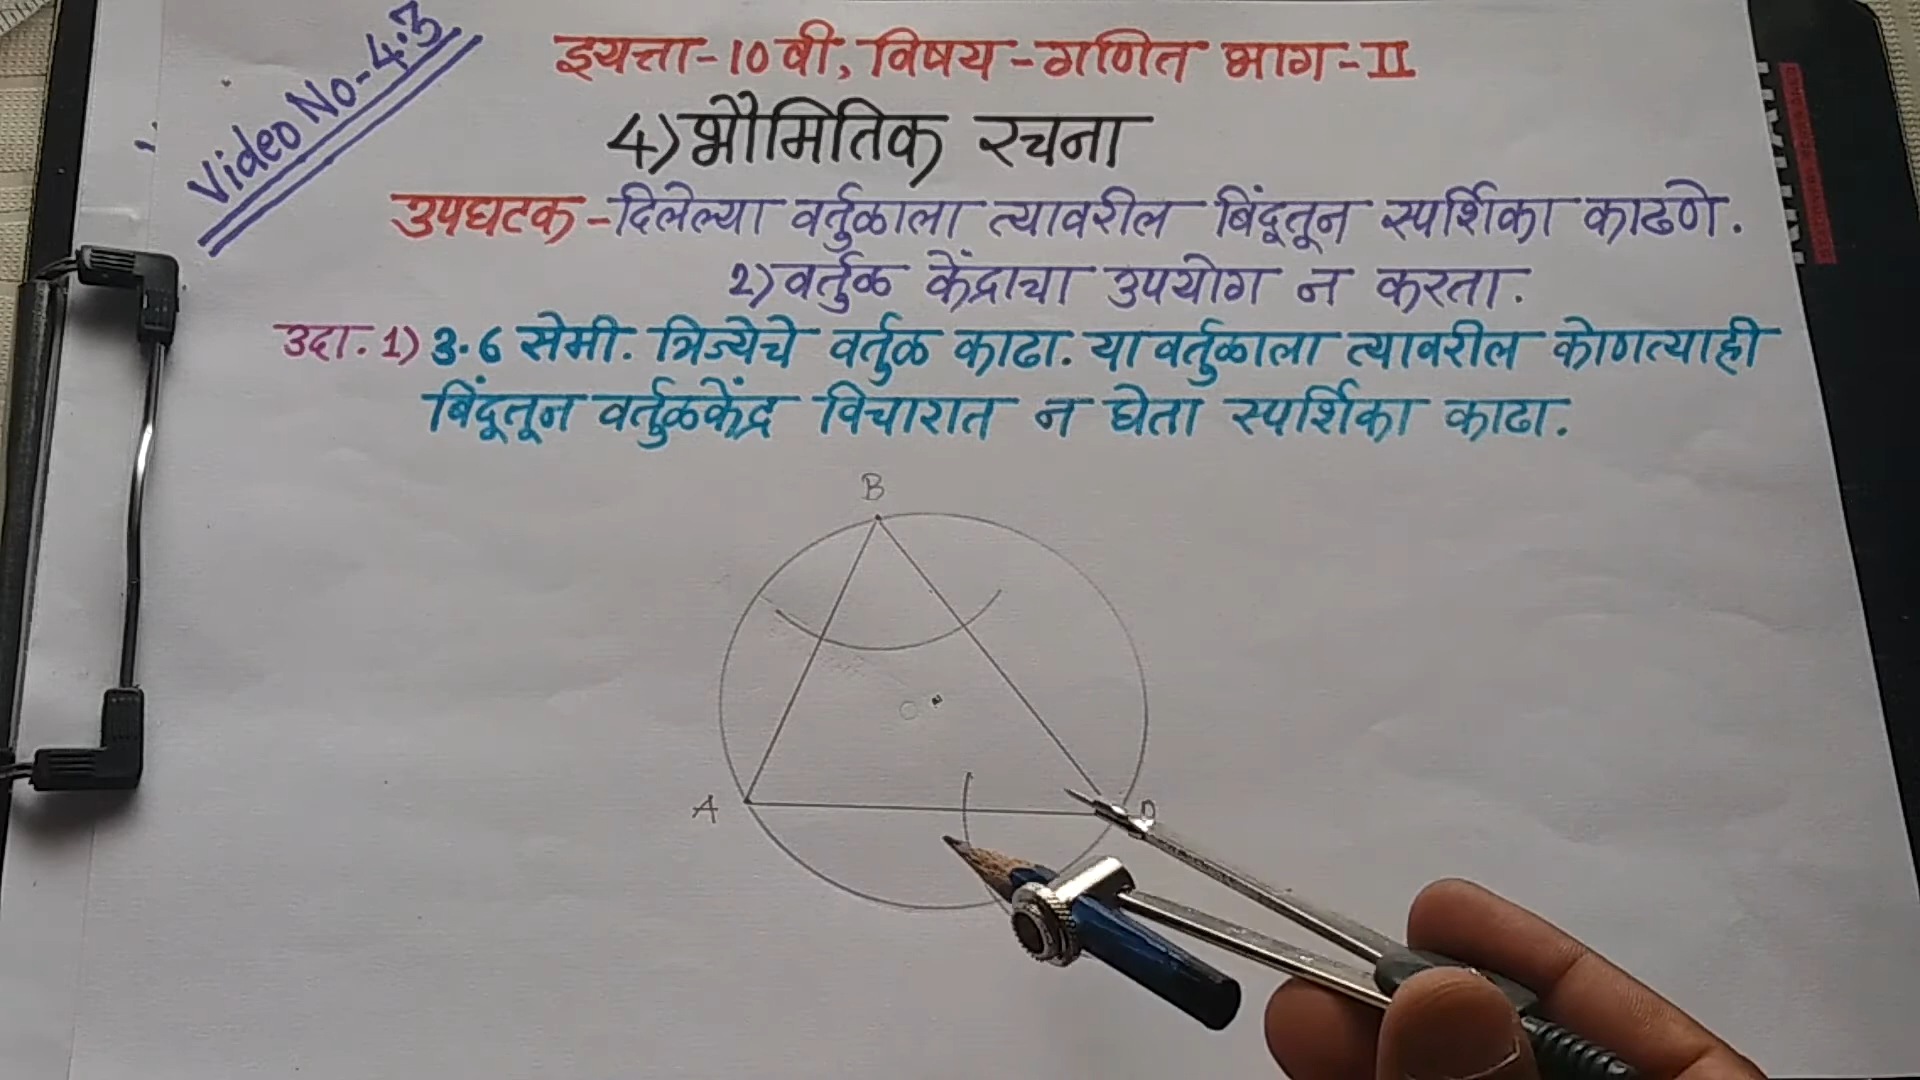 Video No-4.3
इयत्ता-10वी, विषय-गणित भाग-II
4)भौमितिक रचना
उपघटक-दिलेल्या वर्तुळाला त्यावरील बिंदूतून स्पर्शिका काढणे.
2)वर्तुळ केंद्राचा उपयोग न करता.
उदा.1) 3.6 सेमी. त्रिज्येचे वर्तुळ काढा. या वर्तुळाला त्यावरील कोणत्याही
बिंदूतून वर्तुळकेंद्र विचारात न घेता स्पर्शिका काढा.
B
O
A